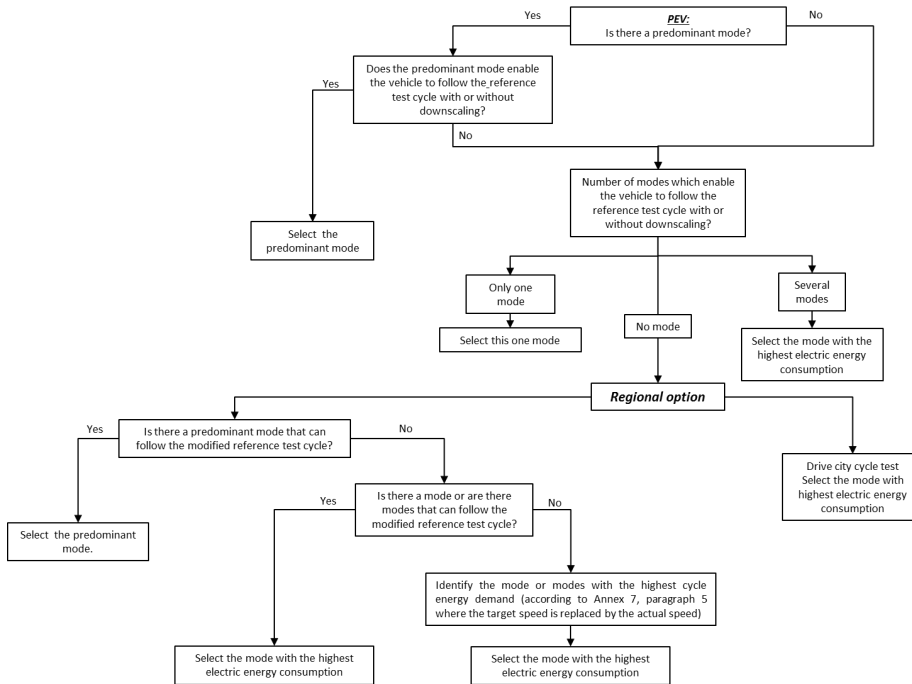 Yes
PEV:
Is there a predominant mode?
No
Does the predominant mode enable
the vehicle to follow the reference
test cycle with or without
downscaling?
Yes
No
Number of modes which enable
the vehicle to follow the
reference test cycle with or
without downscaling?
Select the
predominant mode
Only one
mode
Several
modes
No mode
Select this one mode
Select the mode with the
highest electric energy
consumption
Regional option
Yes
Is there a predominant mode that can
follow the modified reference test cycle?
No
Drive city cycle test
Select the mode with
highest electric energy
consumption
Yes
Is there a mode or are there
modes that can follow the
modified reference test cycle?
No
Select the predominant
mode.
Identify the mode or modes with the highest cycle
energy demand (according to Annex 7, paragraph 5
where the target speed is replaced by the actual speed)
Select the mode with the highest
electric energy consumption
Select the mode with the highest
electric energy consumption